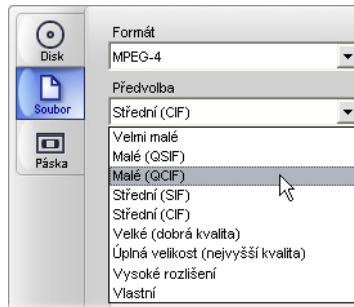 Disk
Soubor
Páska
Formát
MPEG-4
Předvolba
Střední (CIF)
Velmi malé
Malé (QSIF)
Malé (QCIF)
Střední (SIF)
Střední (CIF)
Velké (dobrá kvalita)
Úplná velikost (nejvyšší kvalita)
Vysoké rozlišení
Vlastní